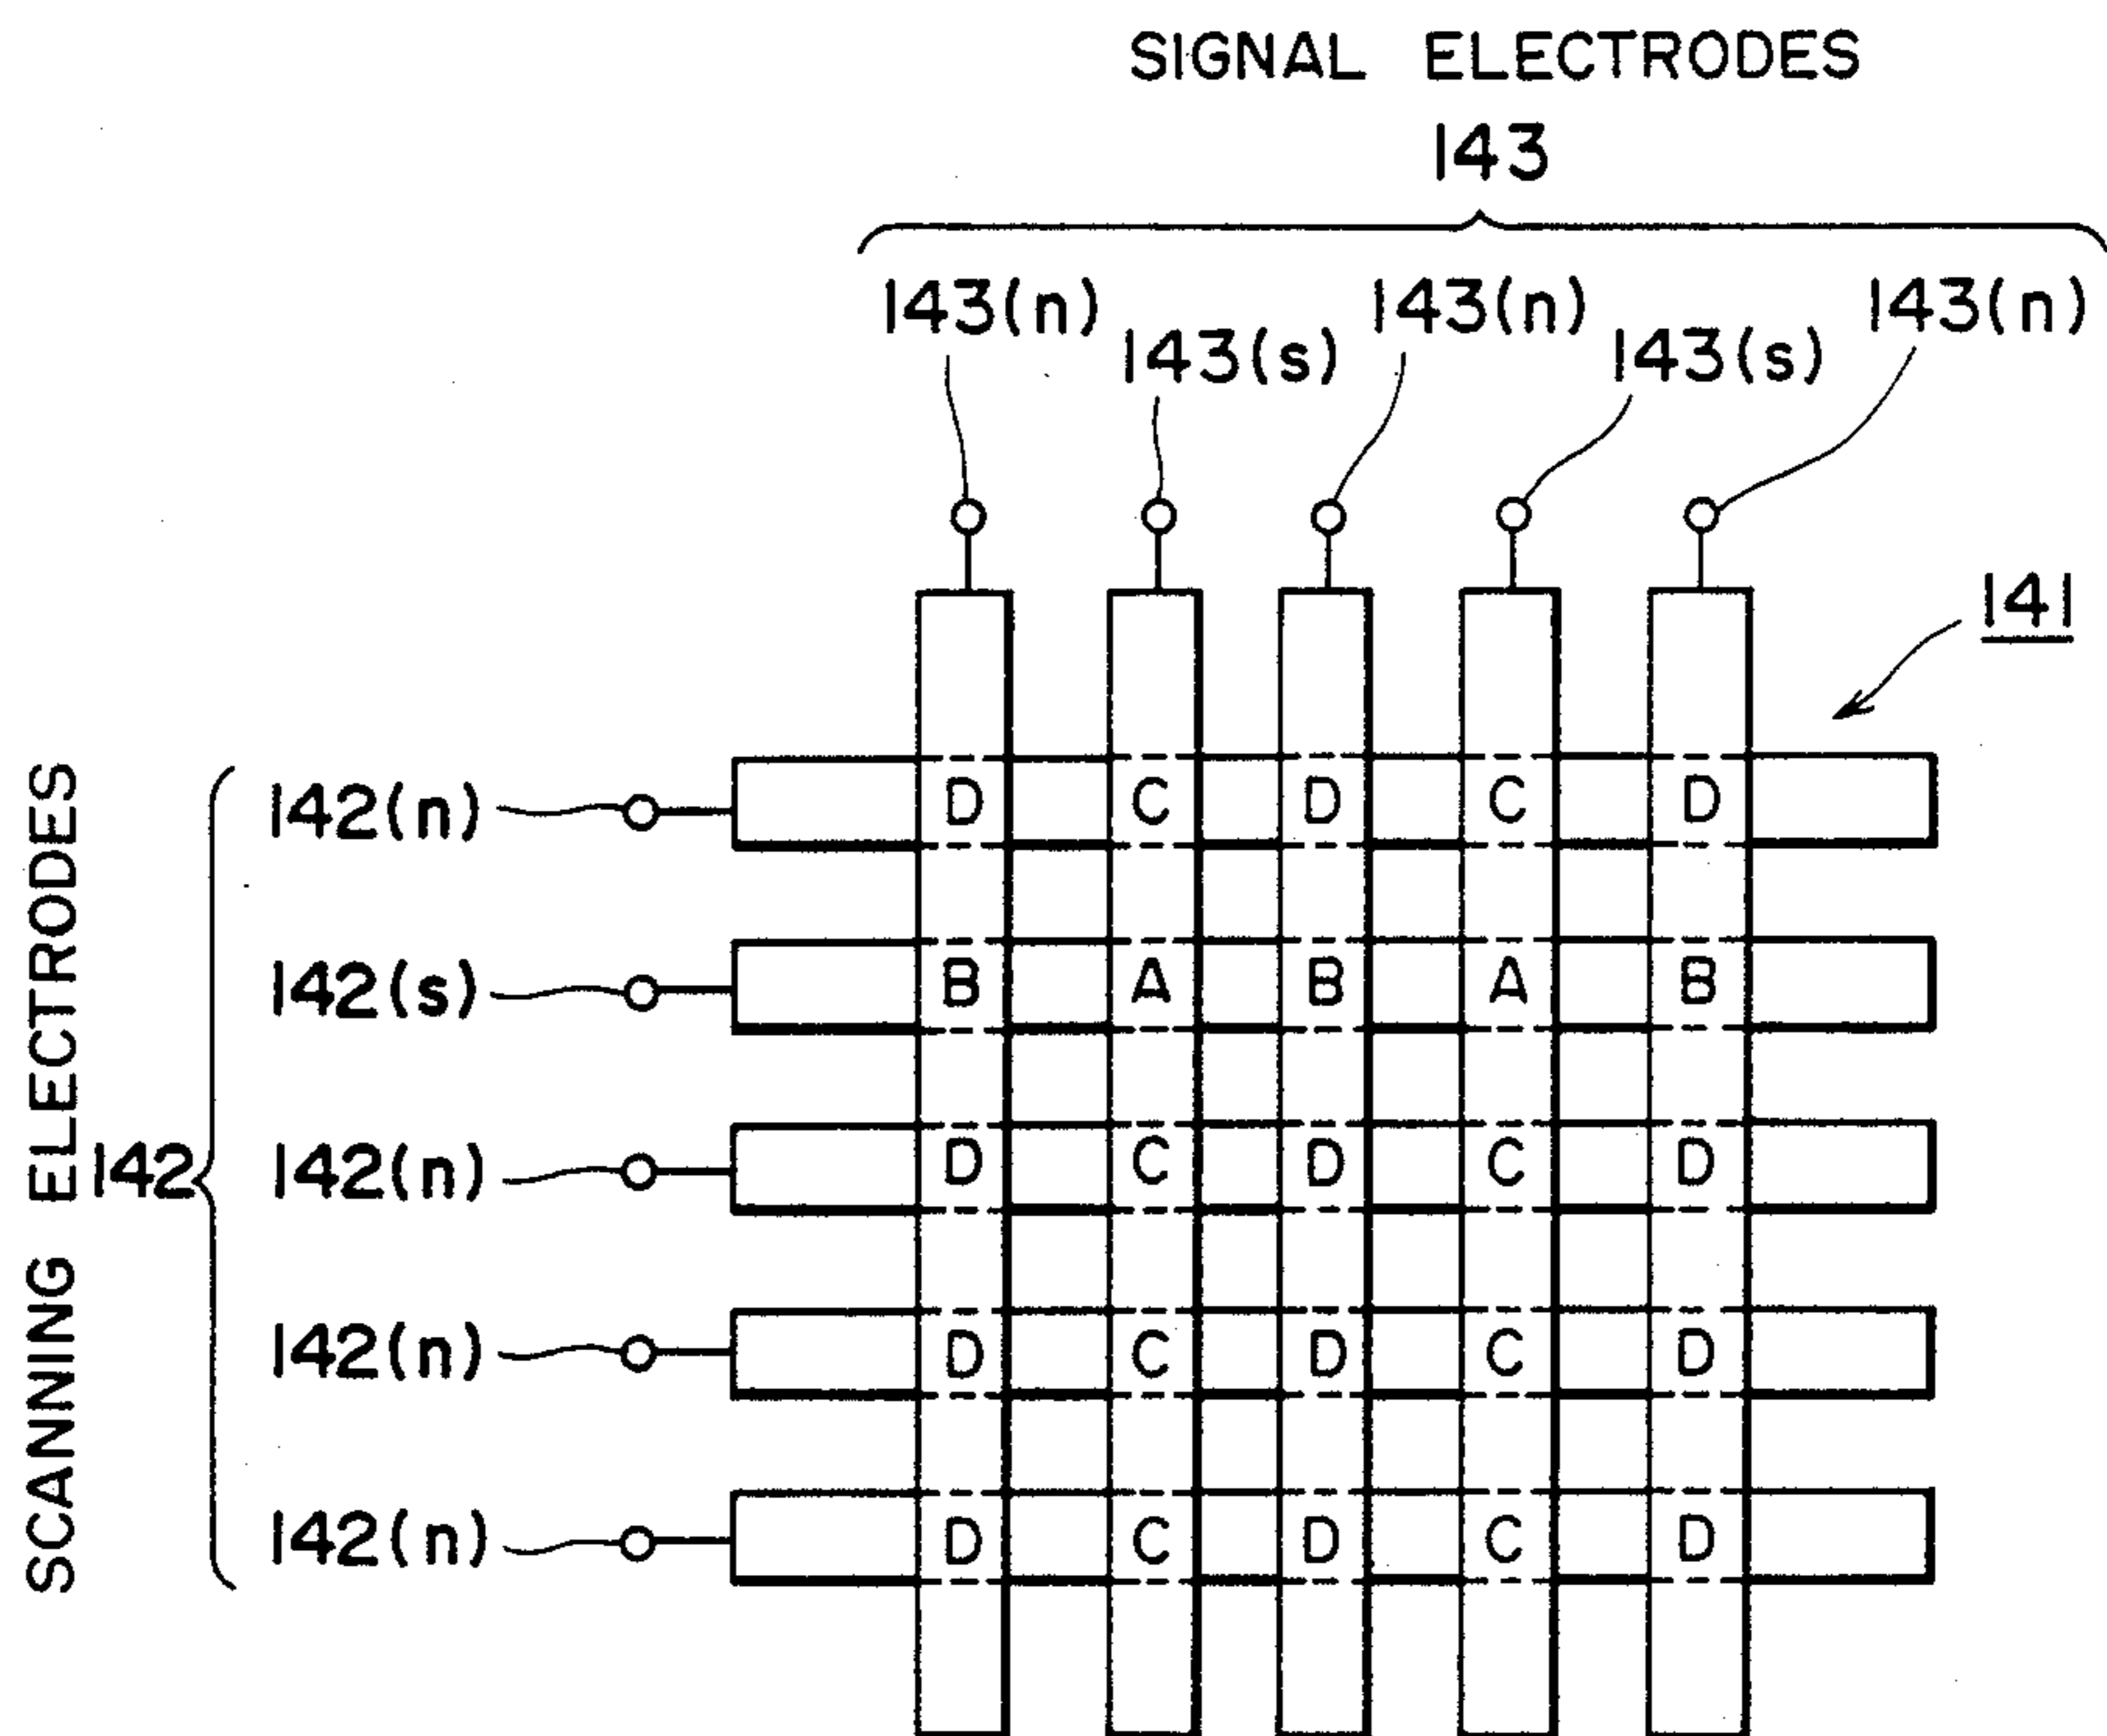 SIGNAL ELECTRODES
143
143(n) 143(s) 143(n) 143(s) 143(n)
141
SCANNING ELECTRODES
142
142(n) D C D C D
142(s) B A B A B
142(n) D C D C D
142(n) D C D C D
142(n) D C D C D